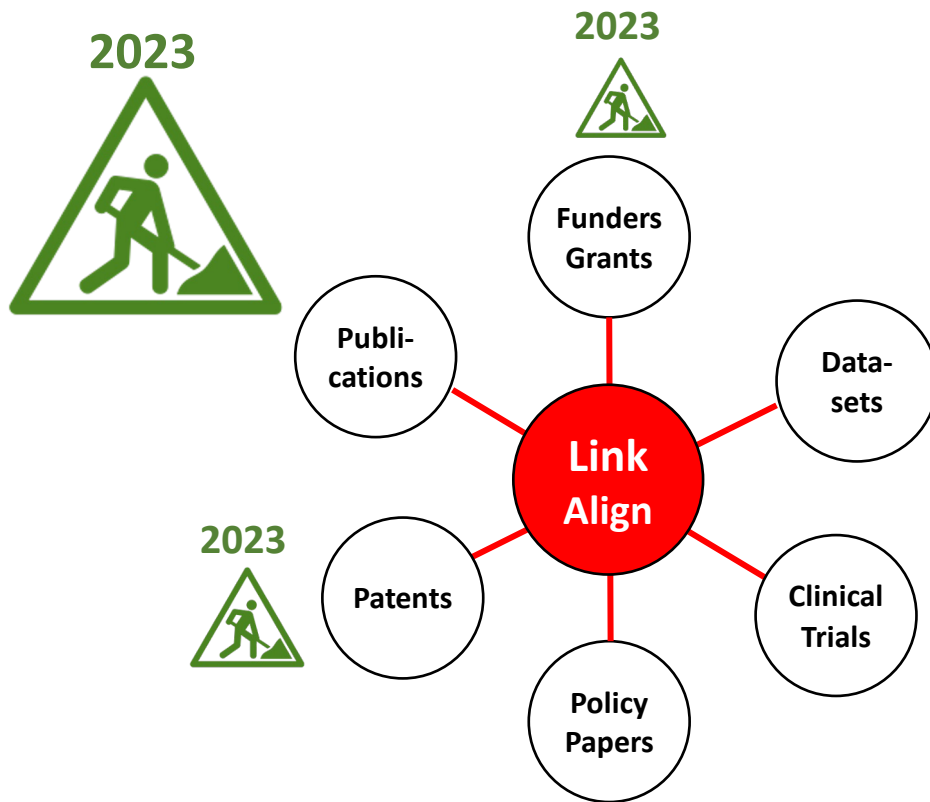 2023
2023
Funders
Grants
Publi-
cations
Data-
sets
Link
Align
2023
Patents
Clinical
Trials
Policy
Papers